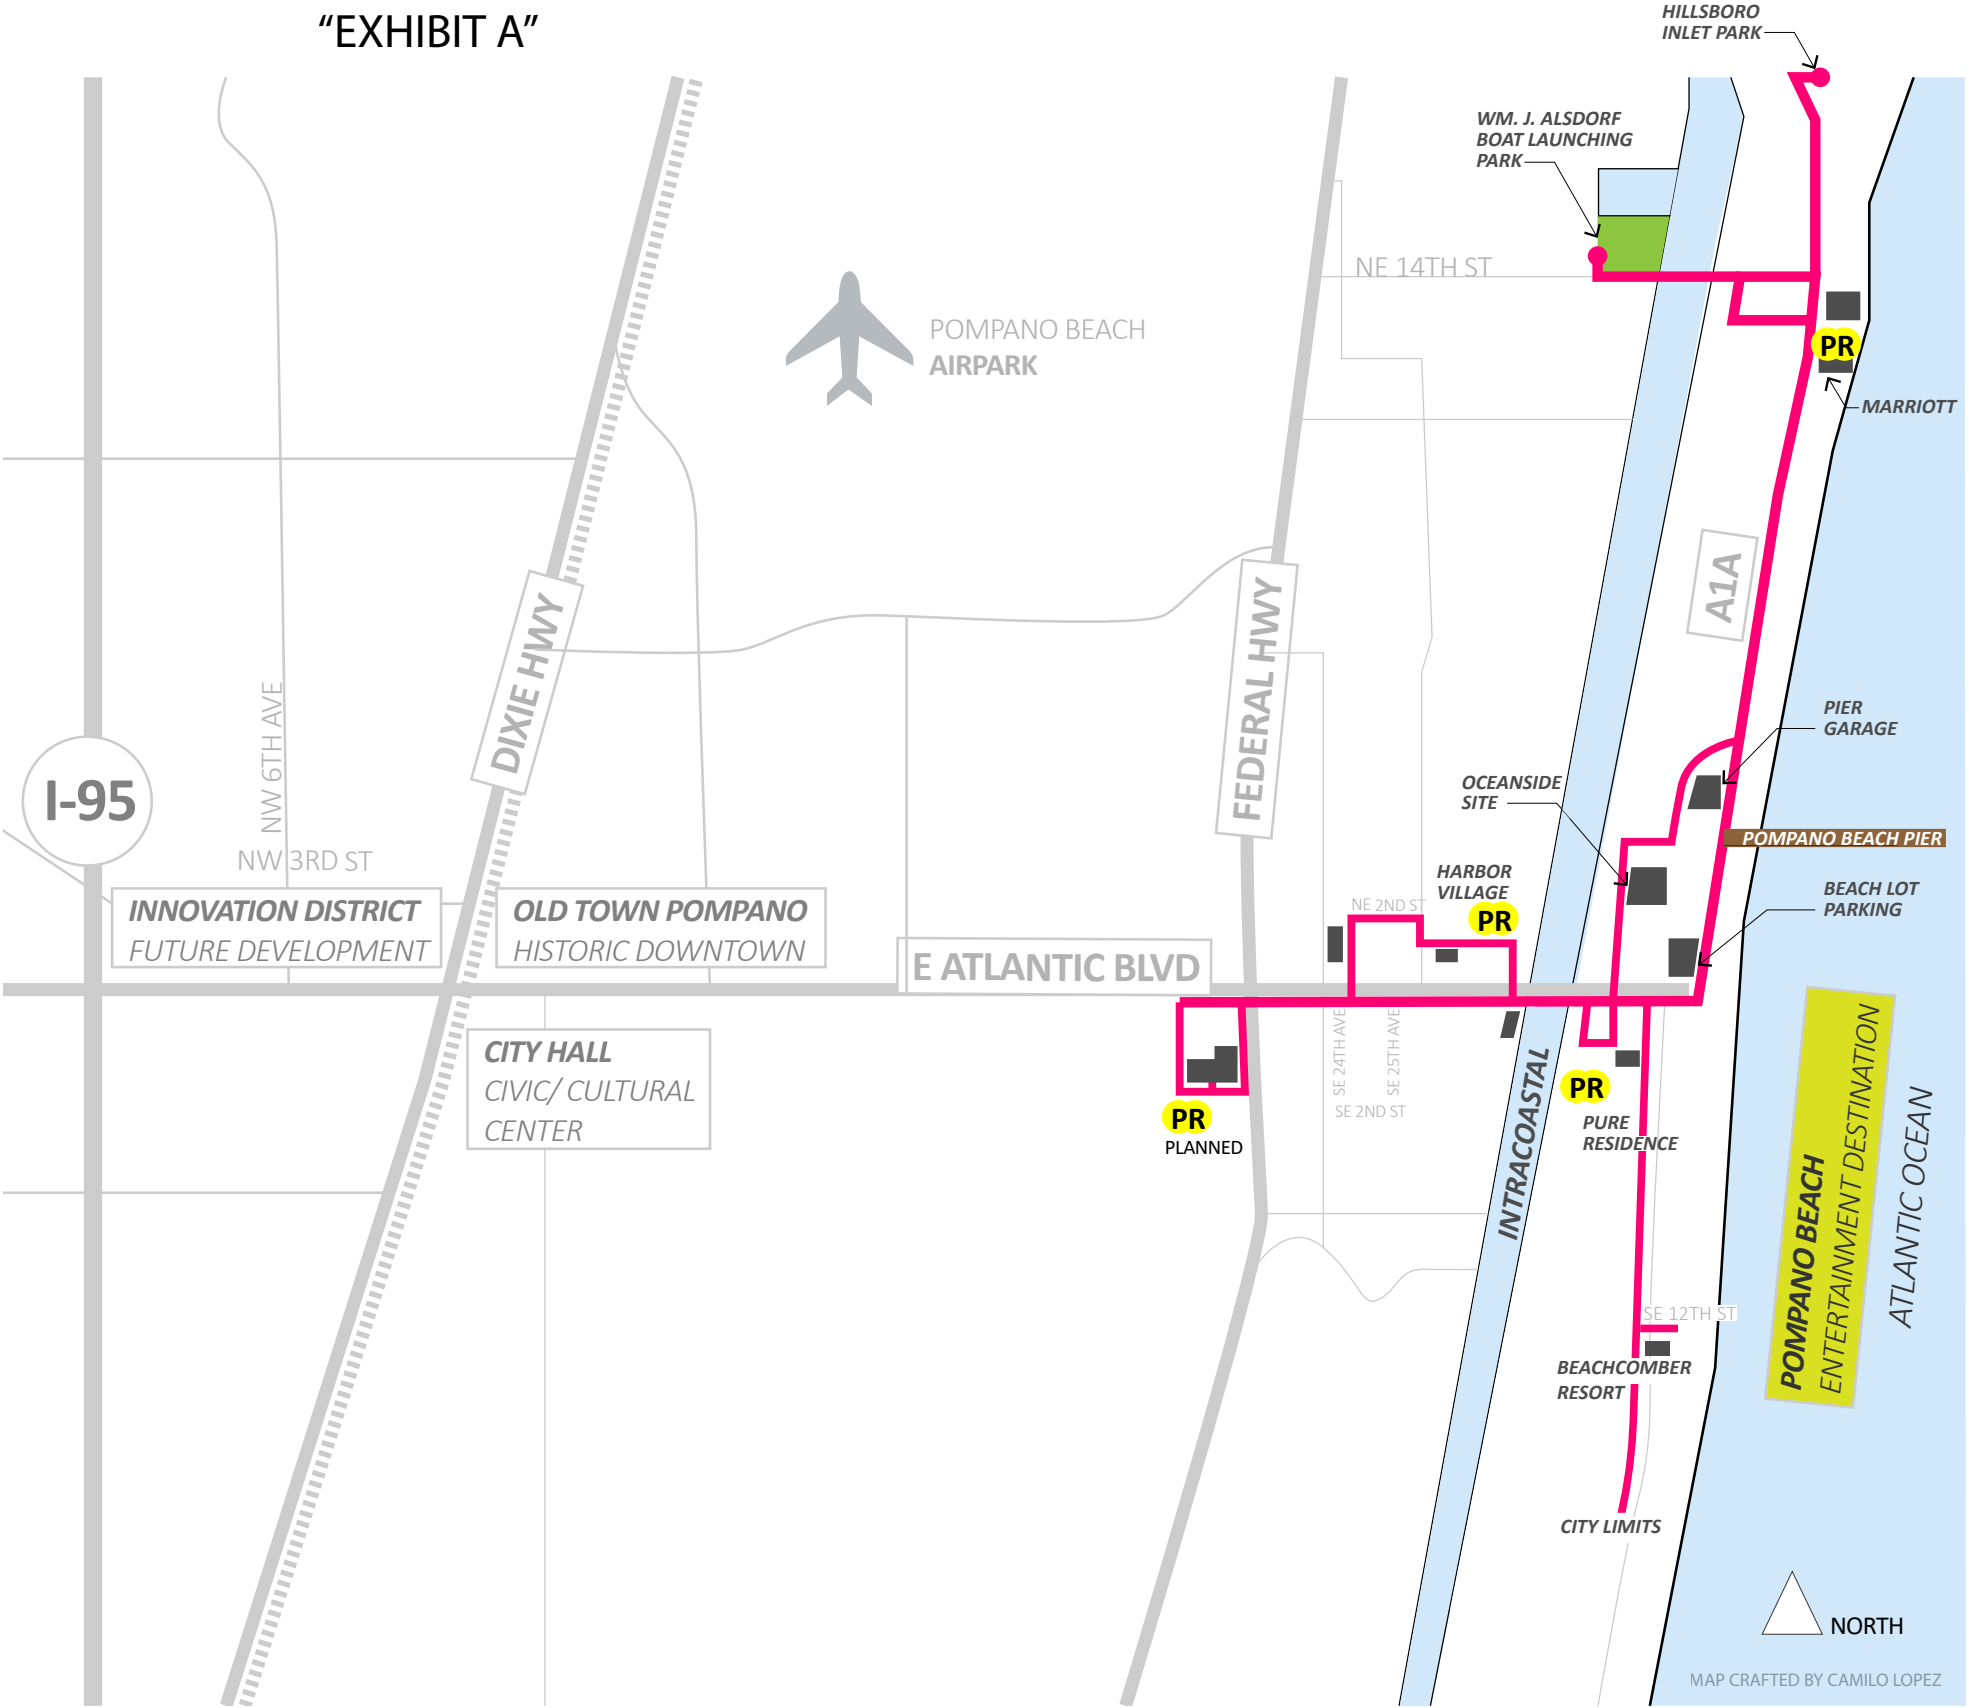 “EXHIBIT A”
HILLSBORO
INLET PARK
WM. J. ALSDORF
BOAT LAUNCHING
PARK
NE 14TH ST
POMPANO BEACH
AIRPARK
PR
MARRIOTT
A1A
DIXIE HWY
FEDERAL HWY
NW 6TH AVE
I-95
PIER
GARAGE
OCEANSIDE
SITE
POMPANO BEACH PIER
NW 3RD ST
HARBOR
VILLAGE
NE 2ND ST
PR
BEACH LOT
PARKING
INNOVATION DISTRICT
FUTURE DEVELOPMENT
OLD TOWN POMPANO
HISTORIC DOWNTOWN
E ATLANTIC BLVD
CITY HALL
CIVIC/ CULTURAL
CENTER
SE 24TH AVE
SE 25TH AVE
SE 2ND ST
PR
PLANNED
PR
PURE
RESIDENCE
INTRACOASTAL
POMPANO BEACH
ENTERTAINMENT DESTINATION
ATLANTIC OCEAN
SE 12TH ST
BEACHCOMBER
RESORT
CITY LIMITS
NORTH
MAP CRAFTED BY CAMILO LOPEZ